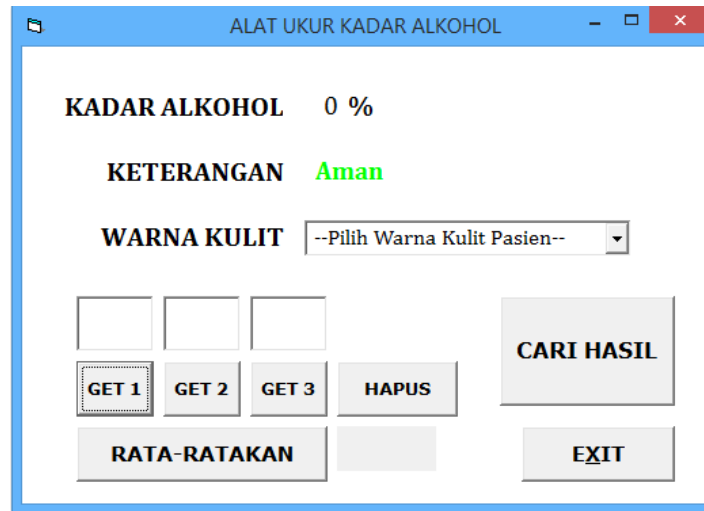 ALAT UKUR KADAR ALKOHOL
KADAR ALKOHOL 0 %
KETERANGAN Aman
WARNA KULIT --Pilih Warna Kulit Pasien--
CARI HASIL
GET 1 GET 2 GET 3 HAPUS
RATA-RATAKAN EXIT